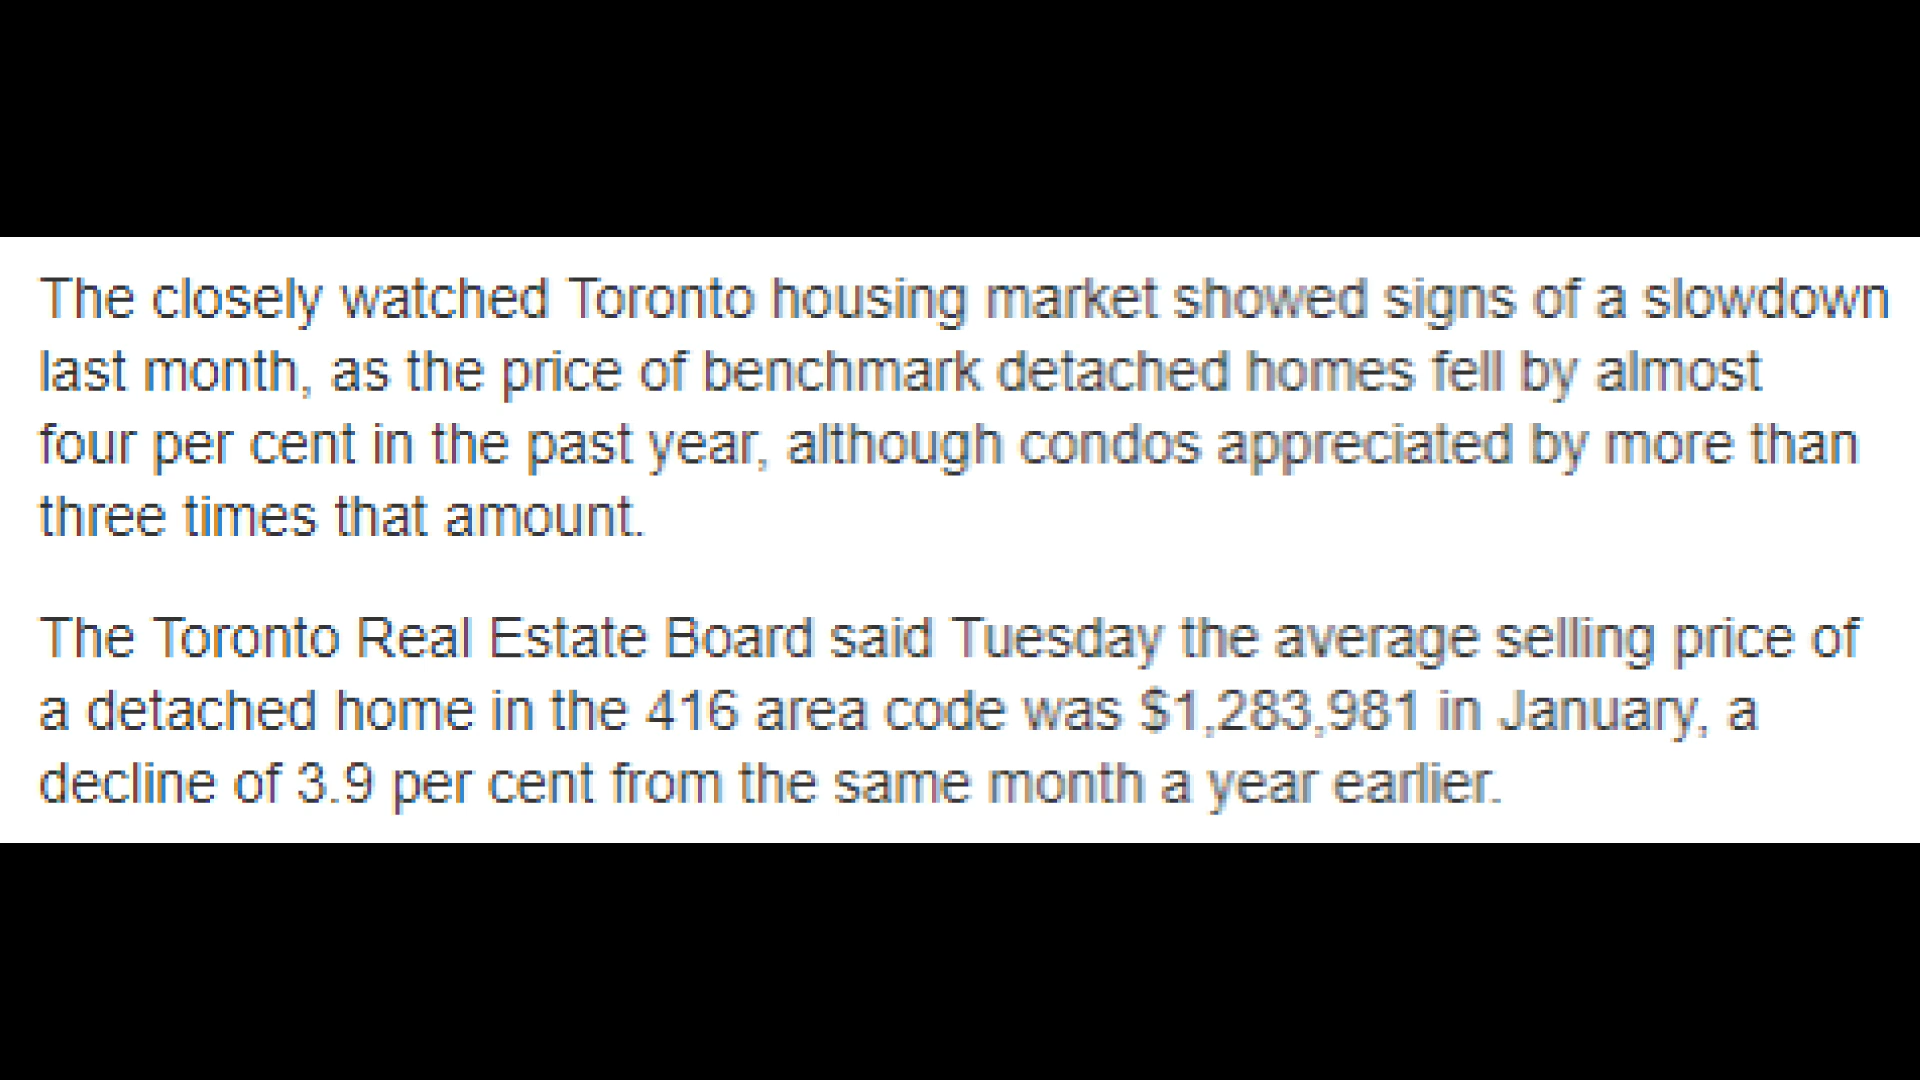 The closely watched Toronto housing market showed signs of a slowdown
last month, as the price of benchmark detached homes fell by almost
four per cent in the past year, although condos appreciated by more than
three times that amount.
The Toronto Real Estate Board said Tuesday the average selling price of
a detached home in the 416 area code was $1,283,981 in January, a
decline of 3.9 per cent from the same month a year earlier.